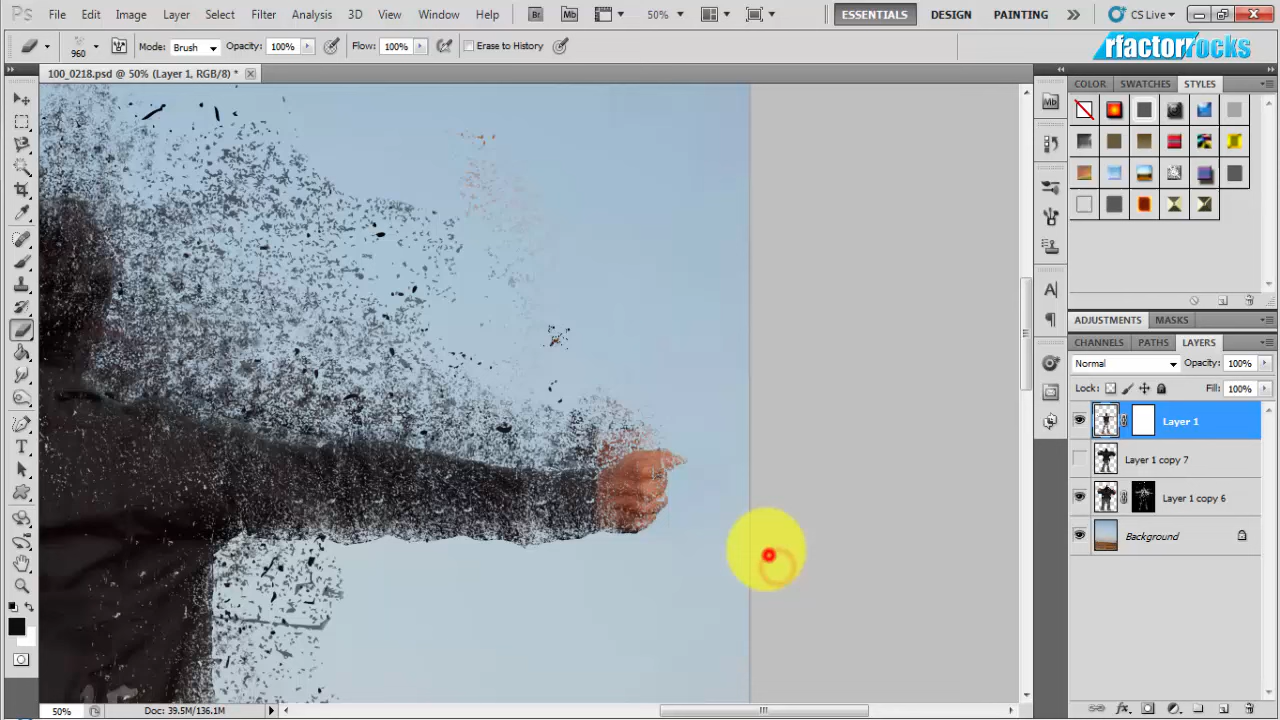 Ps File Edit Image Layer Select Filter Analysis 3D View Window Help Br Mb 50% ESSENTIALS DESIGN PAINTING CS Live
960 Mode: Brush Opacity: 100% Flow: 100% Erase to History
rfactorrocks
100_0218.psd @ 50% (Layer 1, RGB/8) *
COLOR SWATCHES STYLES
Mb
ADJUSTMENTS MASKS
CHANNELS PATHS LAYERS
Normal Opacity: 100%
Lock: Fill: 100%
Layer 1
Layer 1 copy 7
Layer 1 copy 6
Background
50% Doc: 39.5M/136.1M